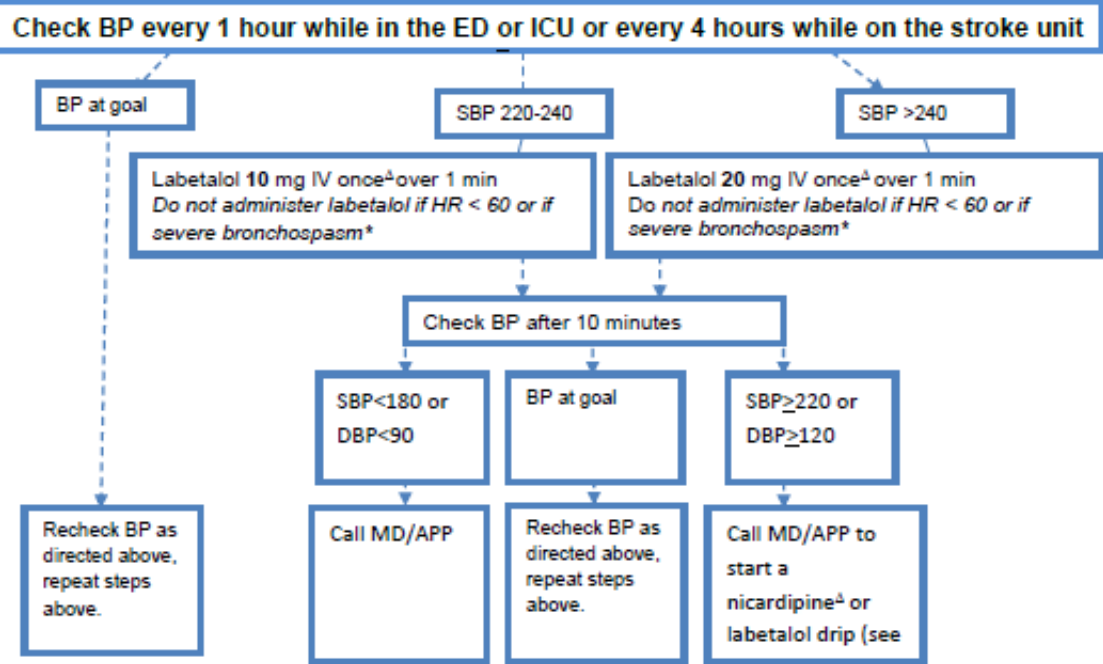 Check BP every 1 hour while in the ED or ICU or every 4 hours while on the stroke unit
BP at goal
SBP 220-240
SBP >240
Labetalol 10 mg IV onceᐃ over 1 min
Do not administer labetalol if HR < 60 or if
severe bronchospasm*
Labetalol 20 mg IV onceᐃ over 1 min
Do not administer labetalol if HR < 60 or if
severe bronchospasm*
Check BP after 10 minutes
SBP<180 or
DBP<90
BP at goal
SBP≥220 or
DBP≥120
Recheck BP as
directed above,
repeat steps
above.
Call MD/APP
Recheck BP as
directed above,
repeat steps
above.
Call MD/APP to
start a
nicardipineᐃ or
labetalol drip (see